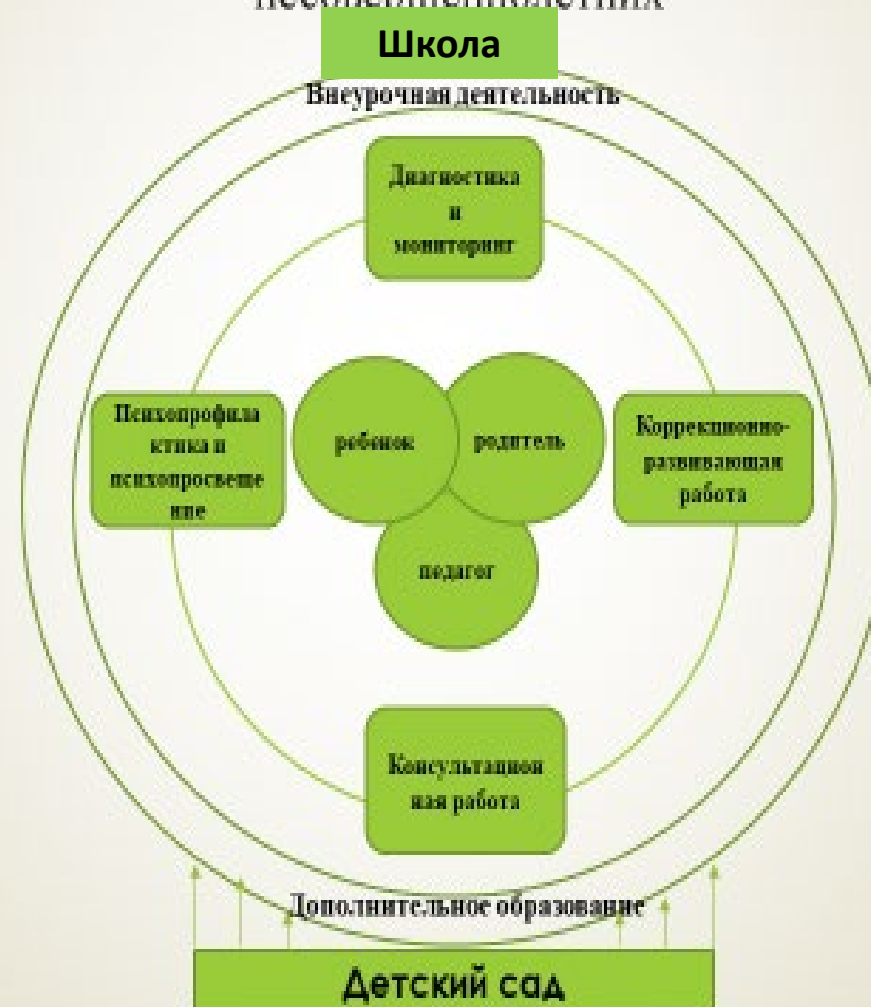 Школа
Внеурочная деятельность
Диагностика
и
мониторинг
Психопрофила
ктика и
психопросвеще
ние
ребенок
родитель
Коррекционно-
развивающая
работа
педагог
Консультацион
ная работа
Дополнительное образование
Детский сад